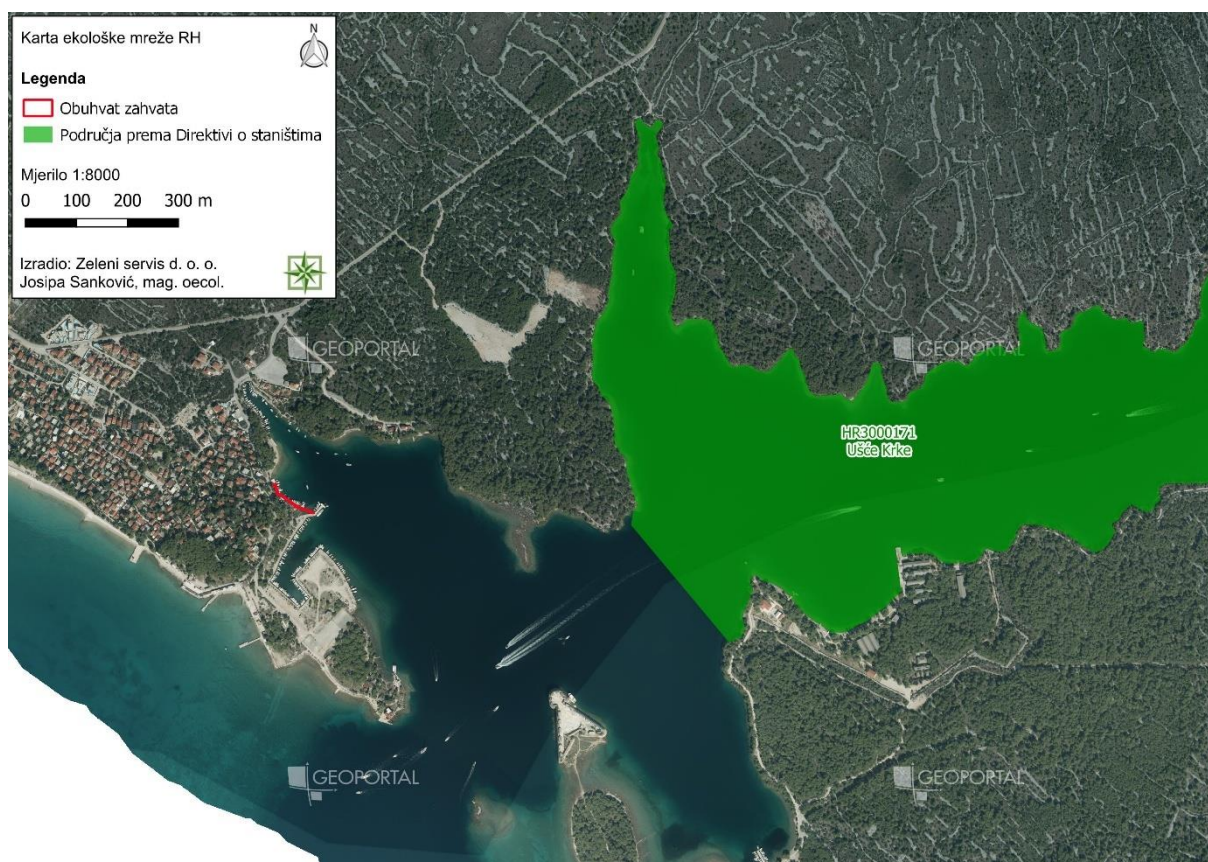 Karta ekološke mreže RH
N
Legenda
Obuhvat zahvata
Područja prema Direktivi o staništima
Mjerilo 1:8000
0 100 200 300 m
Izradio: Zeleni servis d. o. o.
Josipa Sanković, mag. oecol.
GEOPORTAL
GEOPORTAL
HR3000171
Ušće Krke
GEOPORTAL
GEOPORTAL